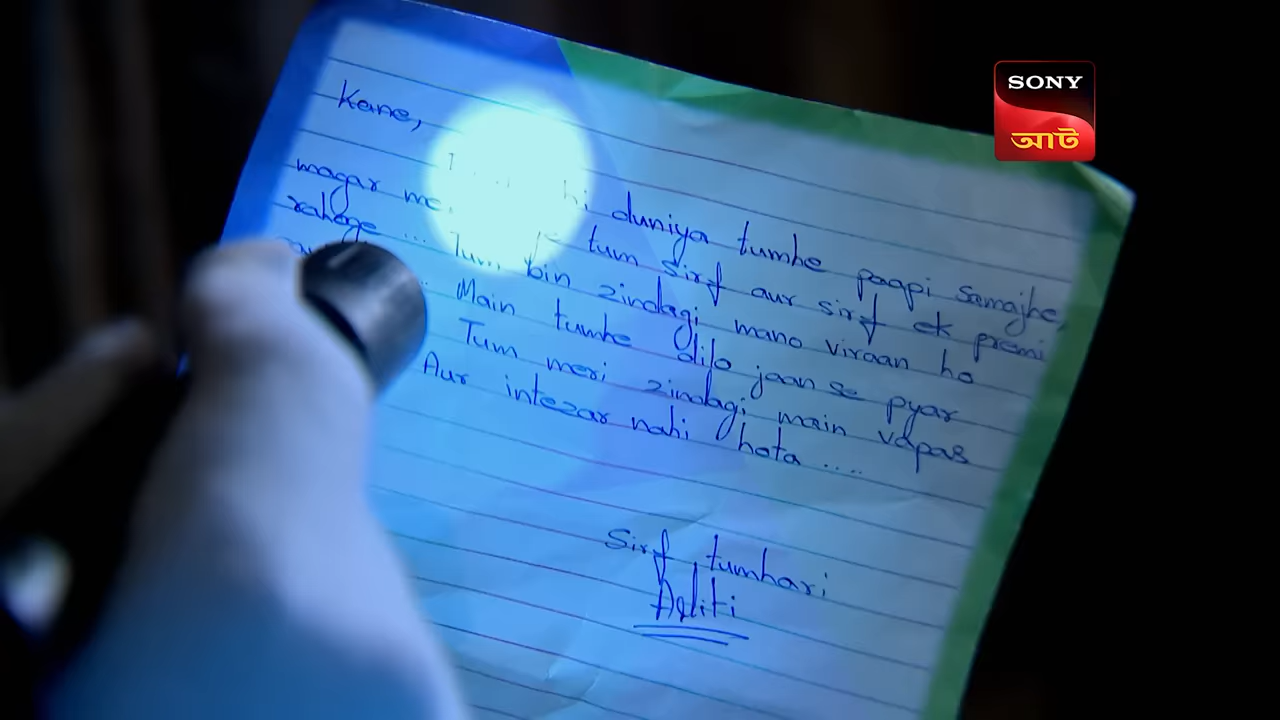 SONY
আট
Kane,
hi duniya tumhe paapi samajhe,
magar tum sirf aur sirf ek premi
rahoge ... Tum bin zindagi mano viraan ho
Main tumhe dilo jaan se pyar
Tum meri zindagi main vapas
Aur intezar nahi hota ....
Sirf tumhari
Aditi